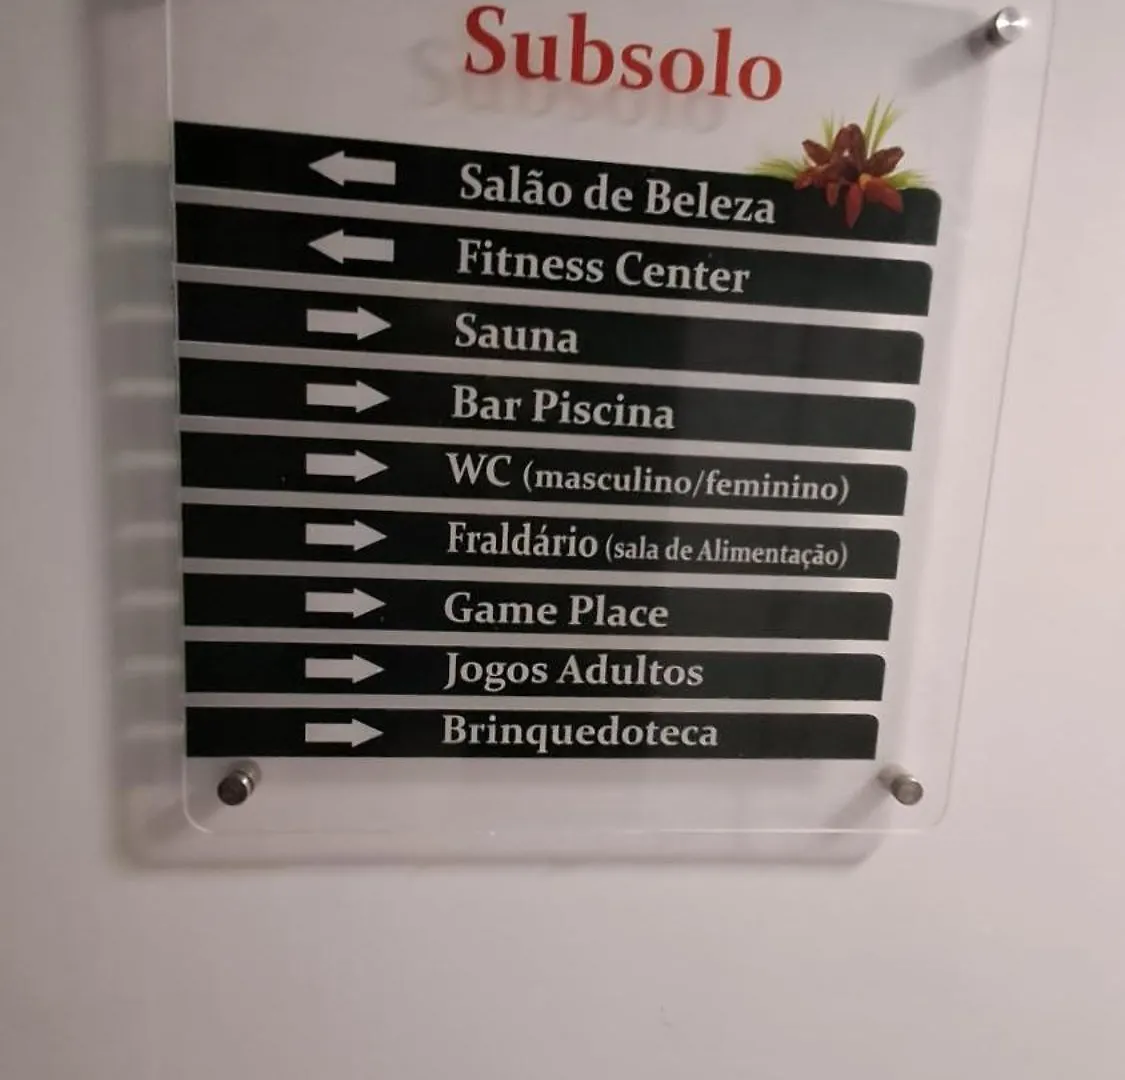 Subsolo
Salão de Beleza
Fitness Center
Sauna
Bar Piscina
WC (masculino/feminino)
Fraldário (sala de Alimentação)
Game Place
Jogos Adultos
Brinquedoteca